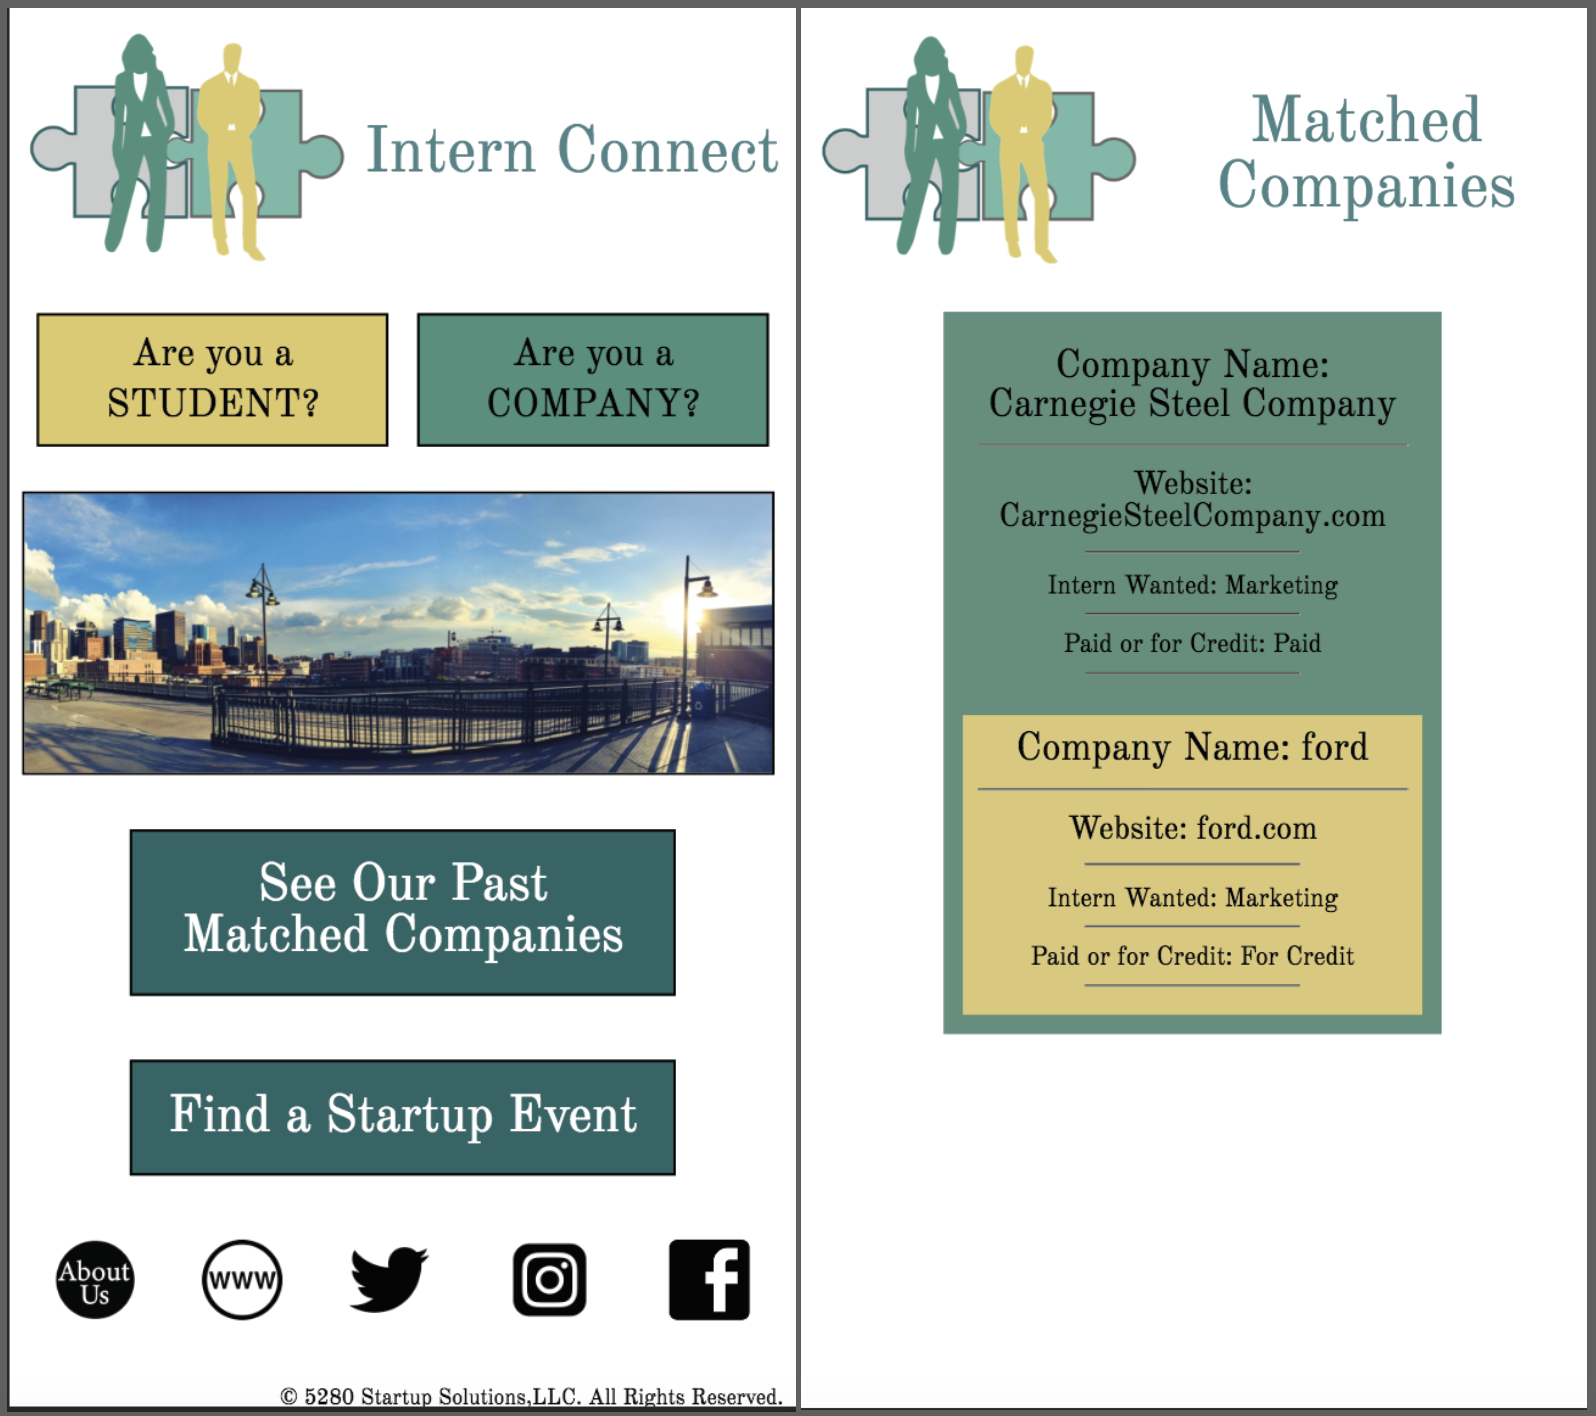 Intern Connect
Are you a
STUDENT?
Are you a
COMPANY?
See Our Past
Matched Companies
Find a Startup Event
About
Us
www
© 5280 Startup Solutions,LLC. All Rights Reserved.
Matched
Companies
Company Name:
Carnegie Steel Company
Website:
CarnegieSteelCompany.com
Intern Wanted: Marketing
Paid or for Credit: Paid
Company Name: ford
Website: ford.com
Intern Wanted: Marketing
Paid or for Credit: For Credit